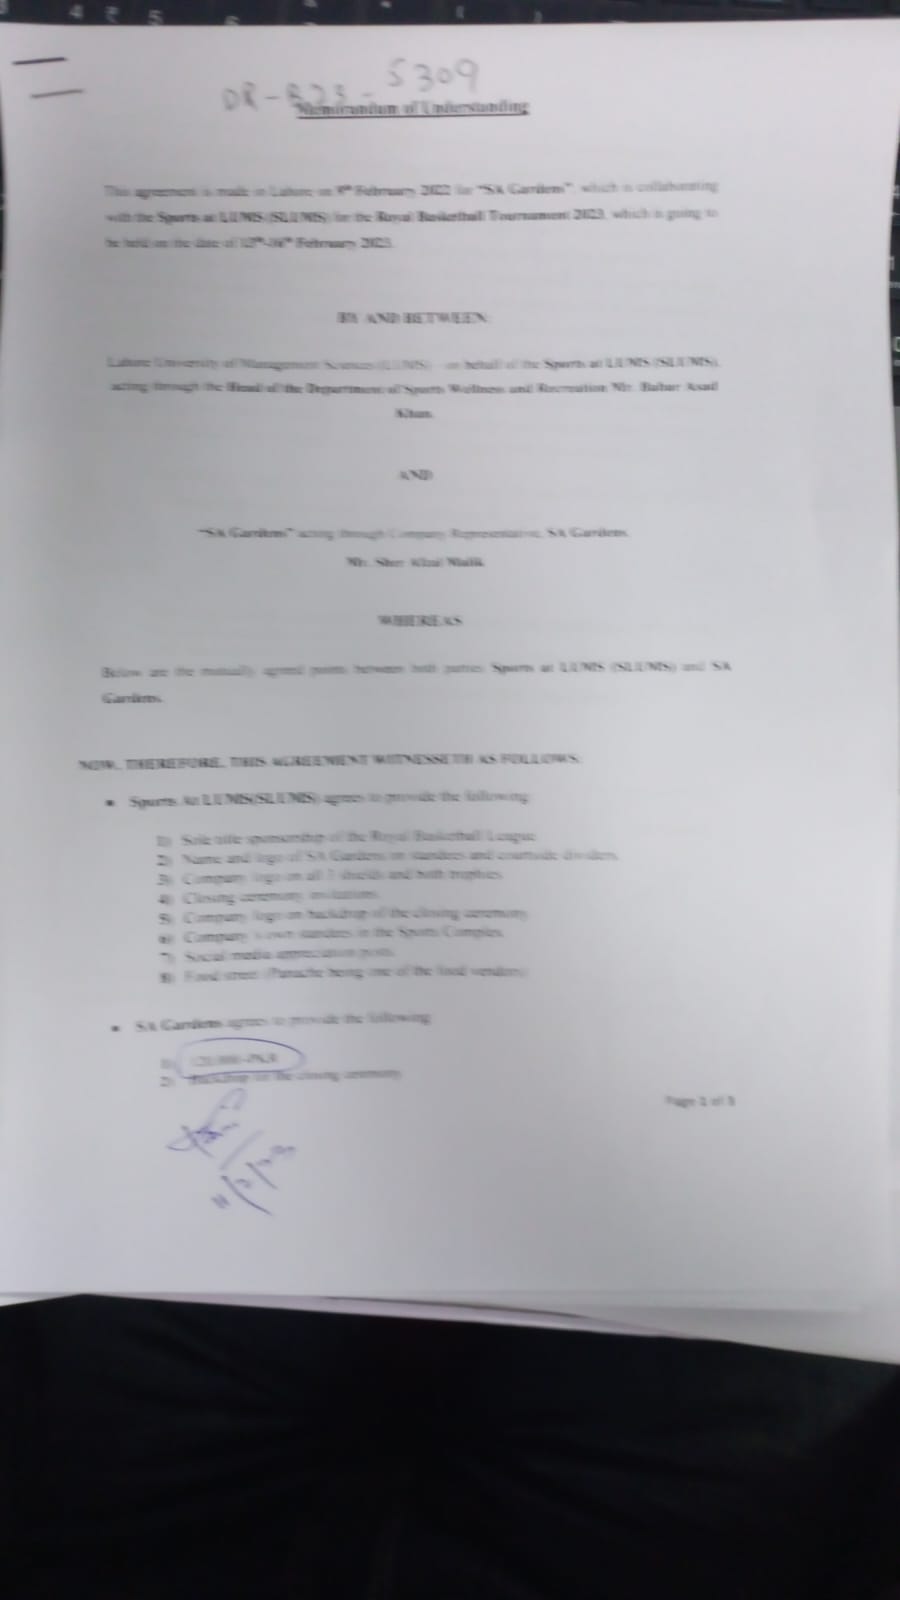 DR-B23-5309
Memorandum of Understanding
This agreement is made in Lahore on February 2022 for "SA Gardens", which is collaborating
with the Sports at LUMS (SLUMS) for the Royal Basketball Tournament 2023, which is going to
be held on the date of February 2023.
BY AND BETWEEN:
Lahore University of Management Sciences (LUMS) – on behalf of the Sports at LUMS (SLUMS),
acting through the Head of the Department of Sports Wellness and Recreation Mr. Asad
Khan.
AND
"SA Gardens" acting through Company Representative, SA Gardens.
Mr. Sher Malik
WHEREAS
Below are the mutually agreed points between both parties Sports at LUMS (SLUMS) and SA
Gardens.
NOW, THEREFORE, THIS AGREEMENT WITNESSETH AS FOLLOWS:
• Sports At LUMS(SLUMS) agrees to provide the following:
1) Sole title sponsorship of the Royal Basketball League
2) Name and logo of SA Gardens on standees and courtside dividers.
3) Company logo on all shields and both trophies.
4) Closing ceremony invitations.
5) Company logo on backdrop of the closing ceremony.
6) Company's own standees in the Sports Complex.
7) Social media appreciation posts.
8) Food street (Panache being one of the food vendors)
• SA Gardens agrees to provide the following:
1) PKR
2) Backdrop for the closing ceremony
Page of 3